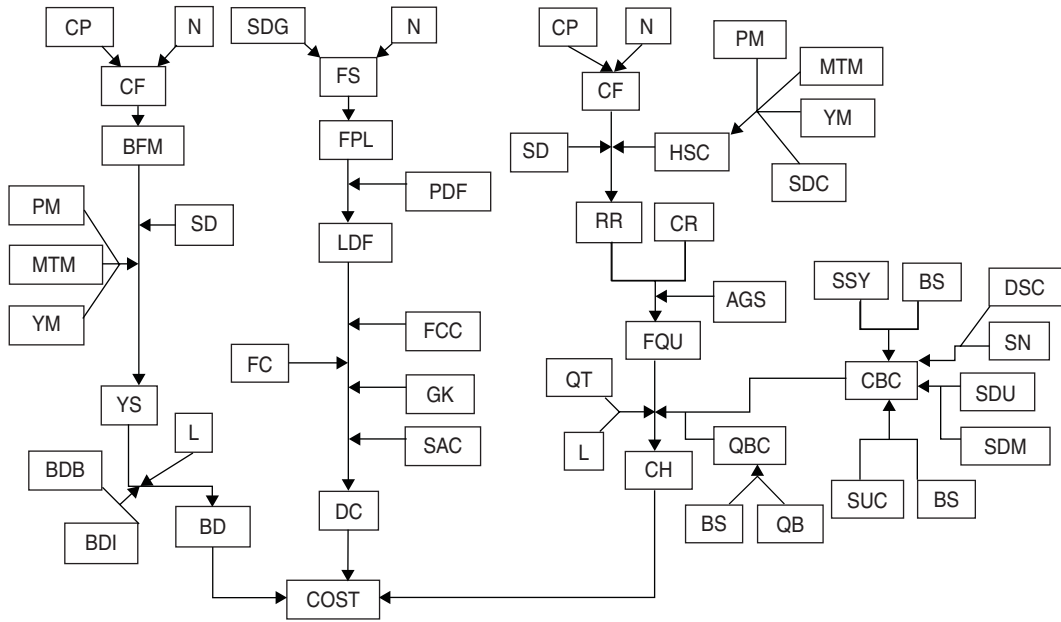 CP N SDG N CP N PM
MTM
CF FS CF
YM
BFM FPL SD HSC
SDC
PM PDF
SD RR CR
MTM LDF
SSY BS DSC
AGS
YM FCC FQU SN
FC QT CBC
SDU
YS GK
L SAC L QBC SDM
BDB CH
DC BS QB SUC BS
BDI BD
COST